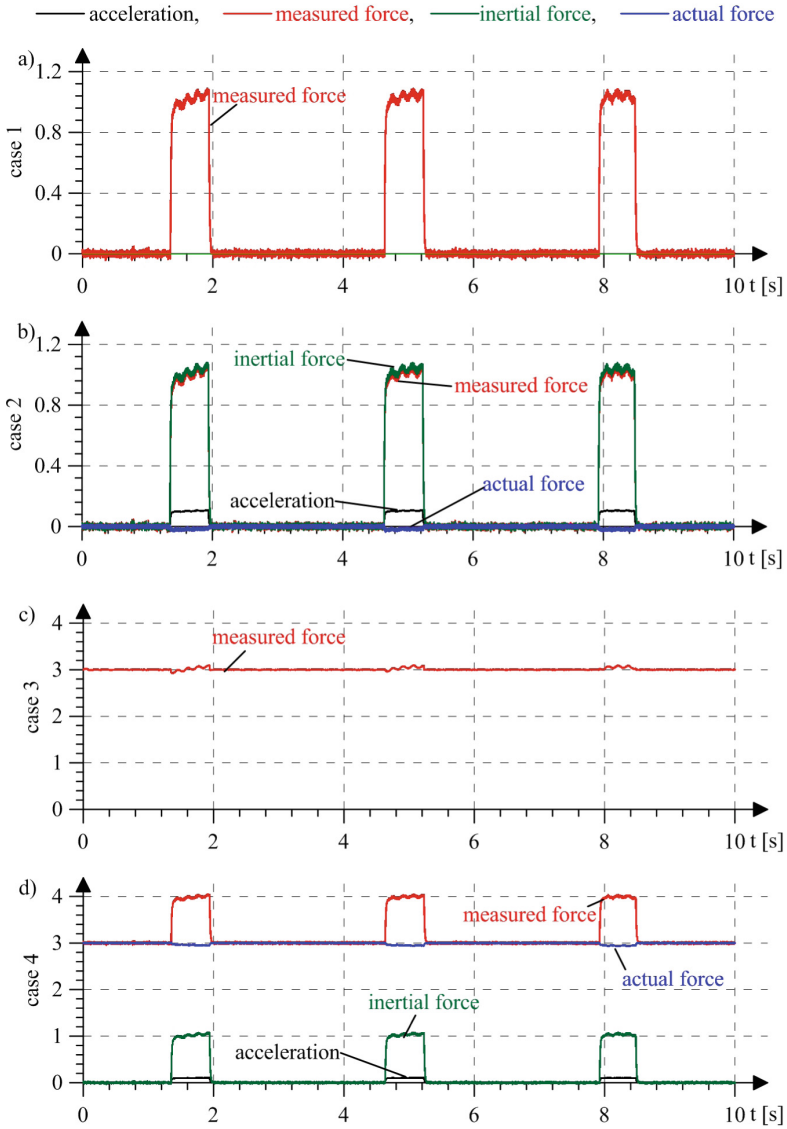 acceleration, measured force, inertial force, actual force
a)
1.2
measured force
0.8
case 1
0.4
0
0 2 4 6 8 10 t [s]
b)
1.2
inertial force
measured force
0.8
case 2
0.4
actual force
acceleration
0
0 2 4 6 8 10 t [s]
c)
4
measured force
3
case 3
2
1
0
0 2 4 6 8 10 t [s]
d)
4
measured force
3
actual force
case 4
2
inertial force
1
acceleration
0
0 2 4 6 8 10 t [s]